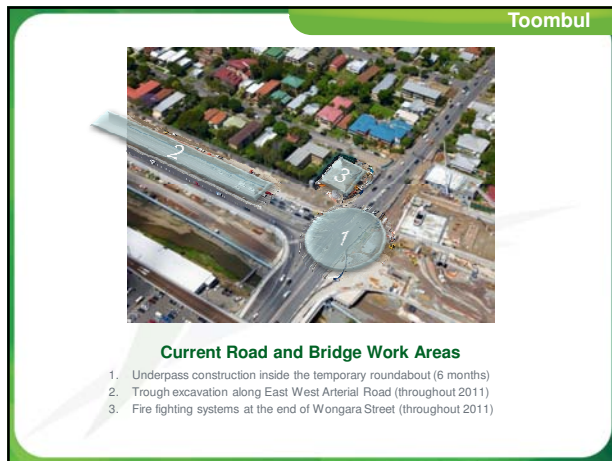 Toombul
2
3
1
Current Road and Bridge Work Areas
1. Underpass construction inside the temporary roundabout (6 months)
2. Trough excavation along East West Arterial Road (throughout 2011)
3. Fire fighting systems at the end of Wongara Street (throughout 2011)